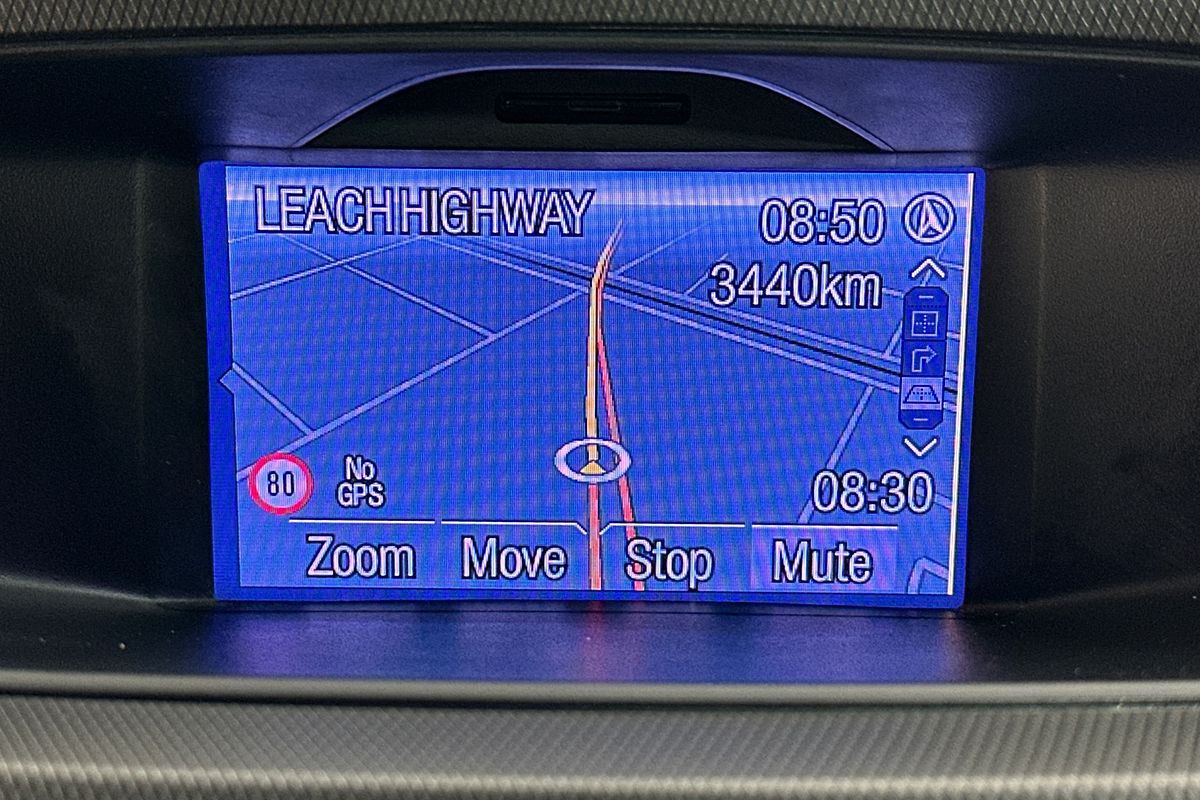 LEACH HIGHWAY
08:50
3440km
80
No
GPS
08:30
Zoom
Move
Stop
Mute